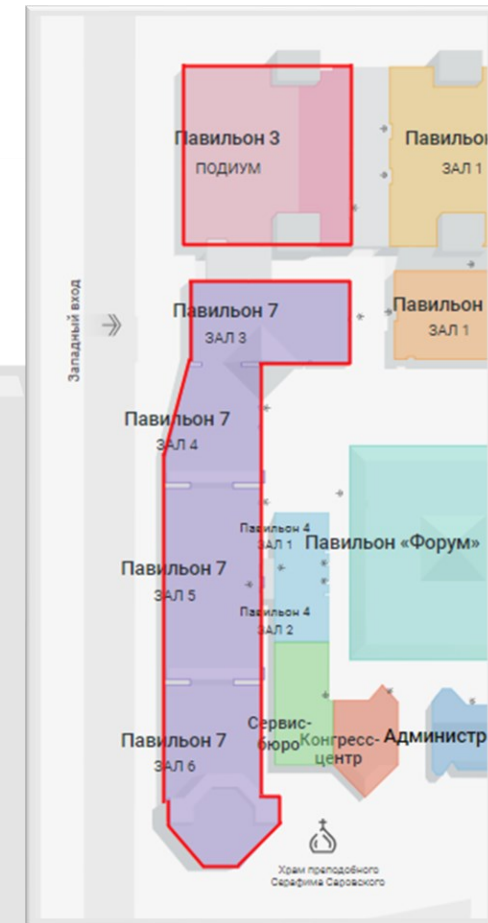 Павильон 3
ПОДИУМ
Павильон
ЗАЛ 1
Западный вход
Павильон 7
ЗАЛ 3
Павильон
ЗАЛ 1
Павильон 7
ЗАЛ 4
Павильон 4
ЗАЛ 1
Павильон «Форум»
Павильон 7
ЗАЛ 5
Павильон 4
ЗАЛ 2
Сервис-
бюро
Конгресс-
центр
Администр
Павильон 7
ЗАЛ 6
Храм преподобного
Серафима Саровского